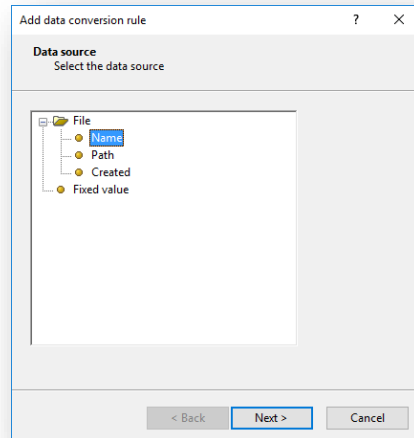 Add data conversion rule
Data source
Select the data source
File
Name
Path
Created
Fixed value
< Back Next > Cancel